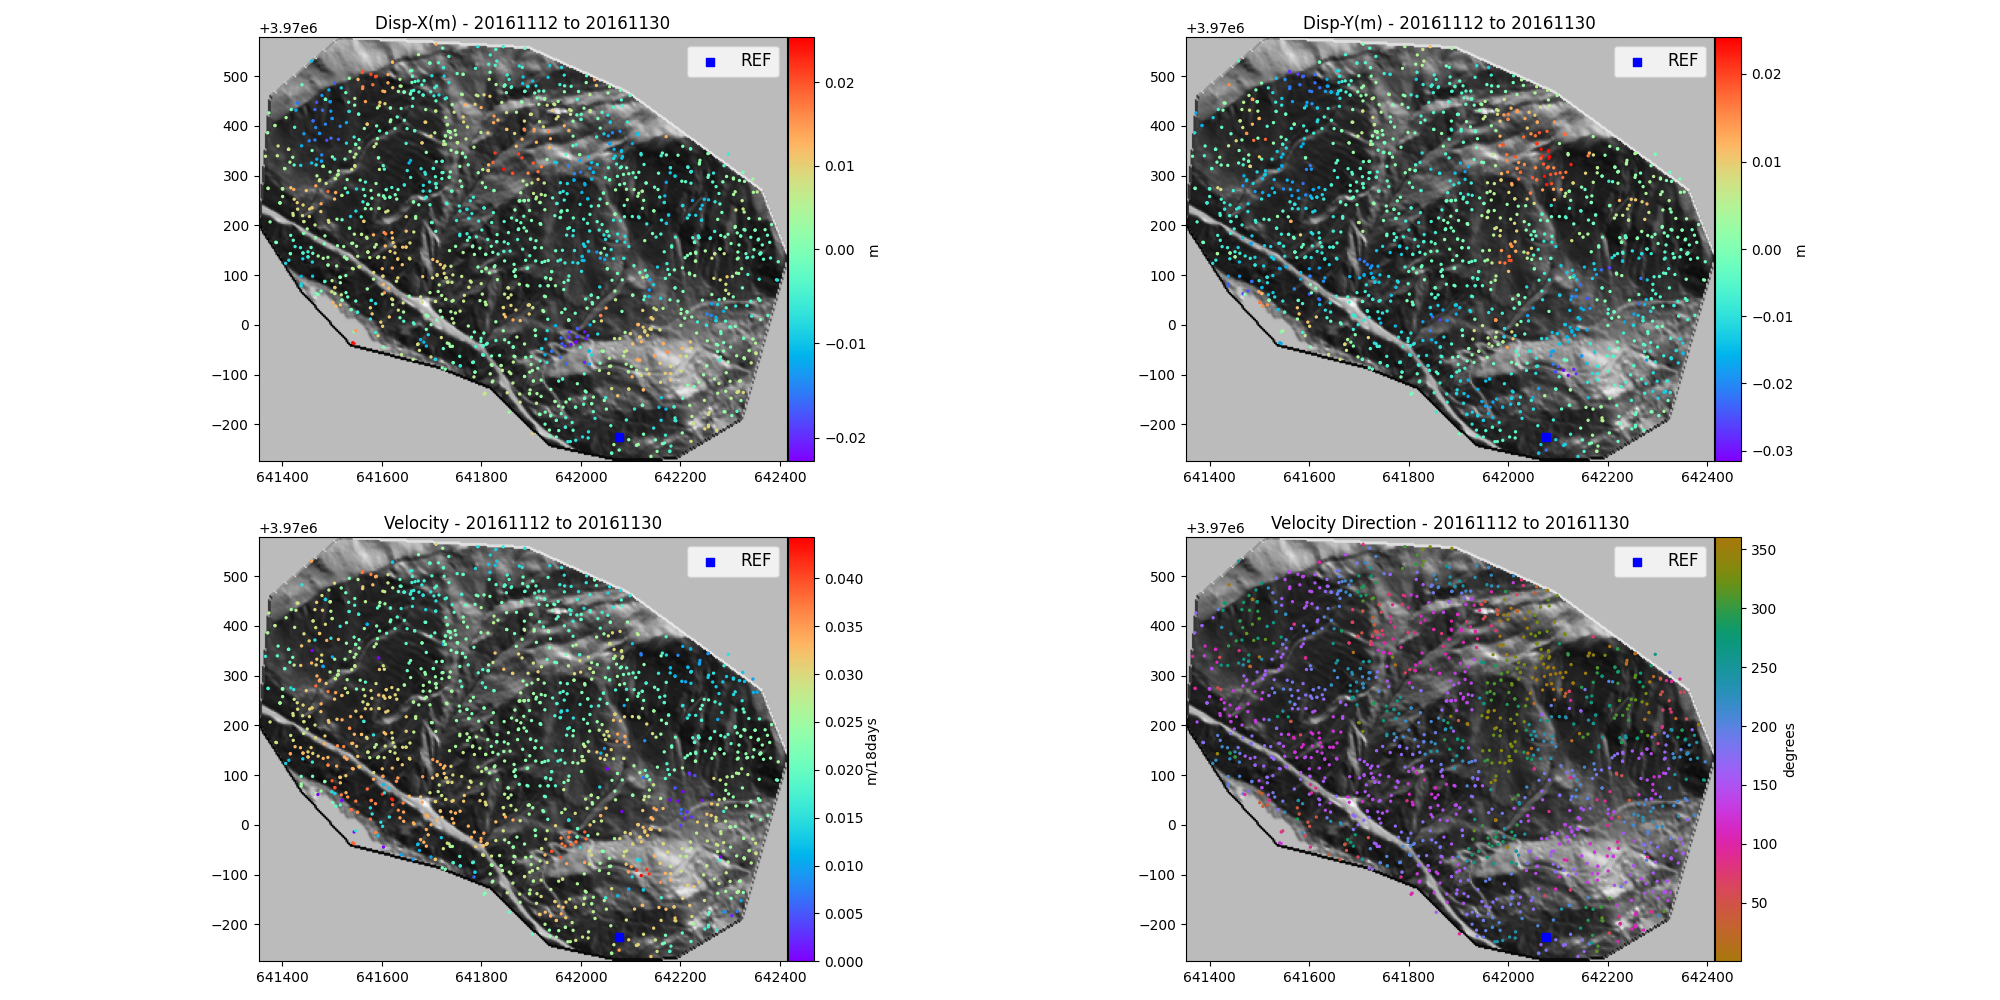 Disp-X(m) - 20161112 to 20161130
+3.97e6
REF
500
400
300
200
100
0
−100
−200
641400 641600 641800 642000 642200 642400
0.02
0.01
0.00
−0.01
−0.02
m
Disp-Y(m) - 20161112 to 20161130
+3.97e6
REF
500
400
300
200
100
0
−100
−200
641400 641600 641800 642000 642200 642400
0.02
0.01
0.00
−0.01
−0.02
−0.03
m
Velocity - 20161112 to 20161130
+3.97e6
REF
500
400
300
200
100
0
−100
−200
641400 641600 641800 642000 642200 642400
0.040
0.035
0.030
0.025
0.020
0.015
0.010
0.005
0.000
m/18days
Velocity Direction - 20161112 to 20161130
+3.97e6
REF
500
400
300
200
100
0
−100
−200
641400 641600 641800 642000 642200 642400
350
300
250
200
150
100
50
degrees